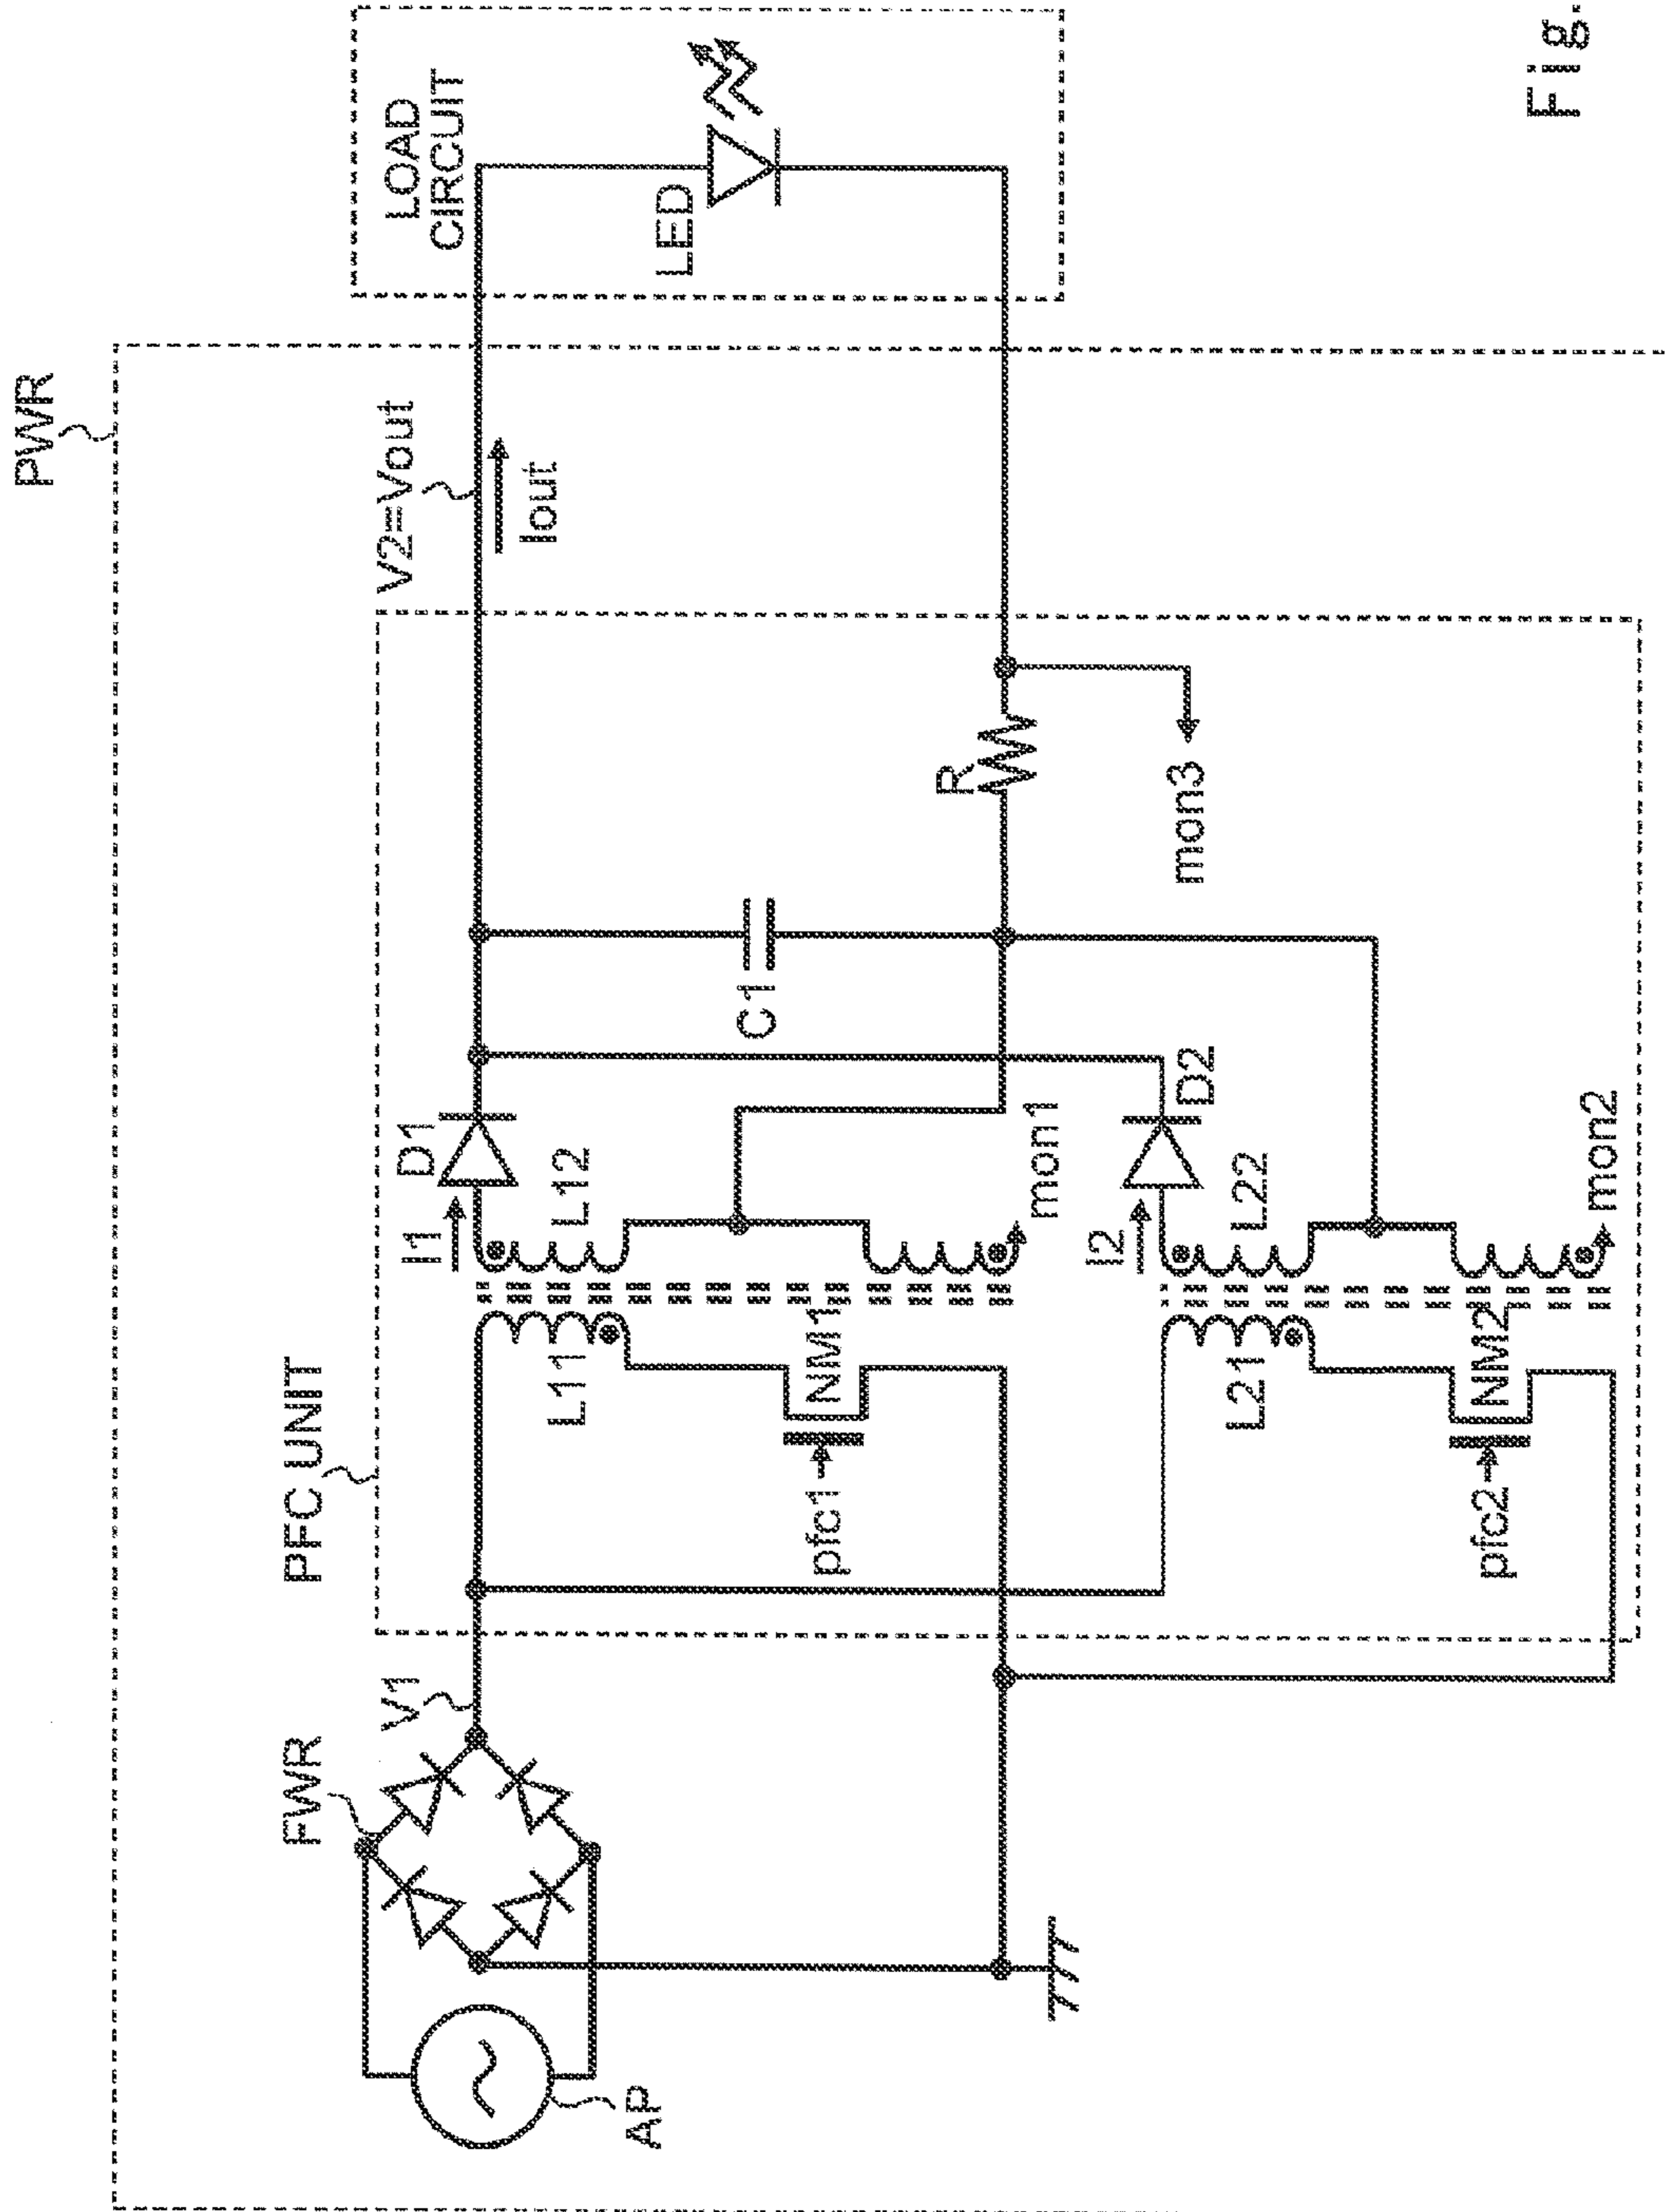 PWR
LOAD
CIRCUIT
LED
V2=Vout
Iout
PFC UNIT
FWR
V1
AP
I1
D1
L11
L12
C1
R
mon3
pfc1
NM1
mon1
I2
D2
L21
L22
pfc2
NM2
mon2
Fig.